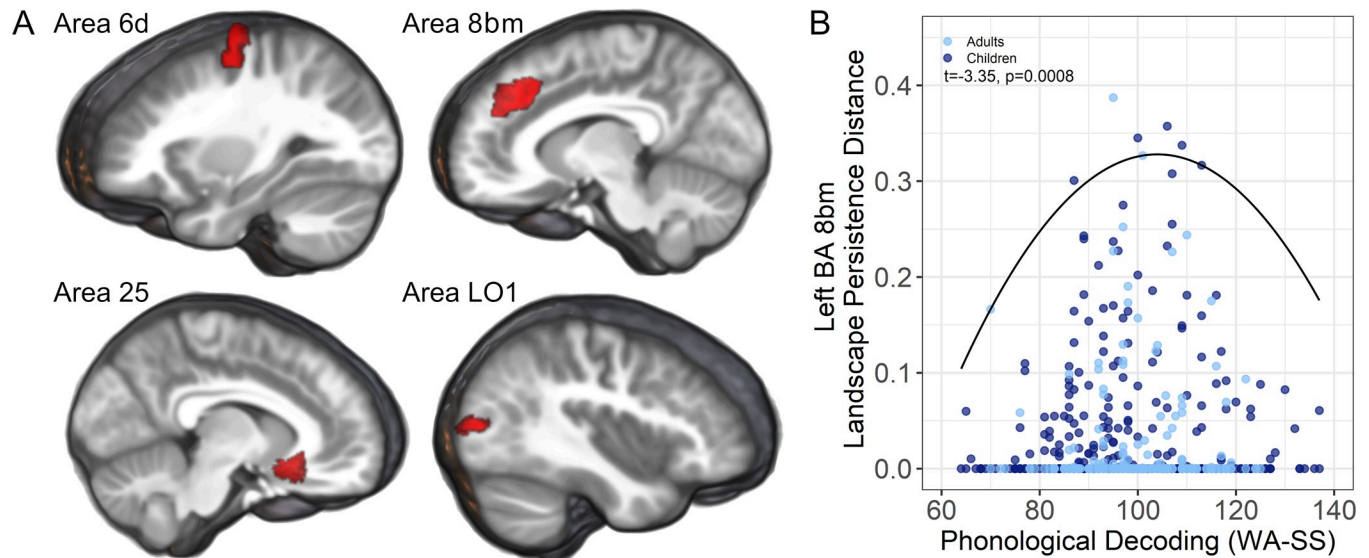 A
Area 6d
Area 8bm
Area 25
Area LO1
B
Left BA 8bm
Landscape Persistence Distance
Adults
Children
t=-3.35, p=0.0008
0.4
0.3
0.2
0.1
0.0
60 80 100 120 140
Phonological Decoding (WA-SS)